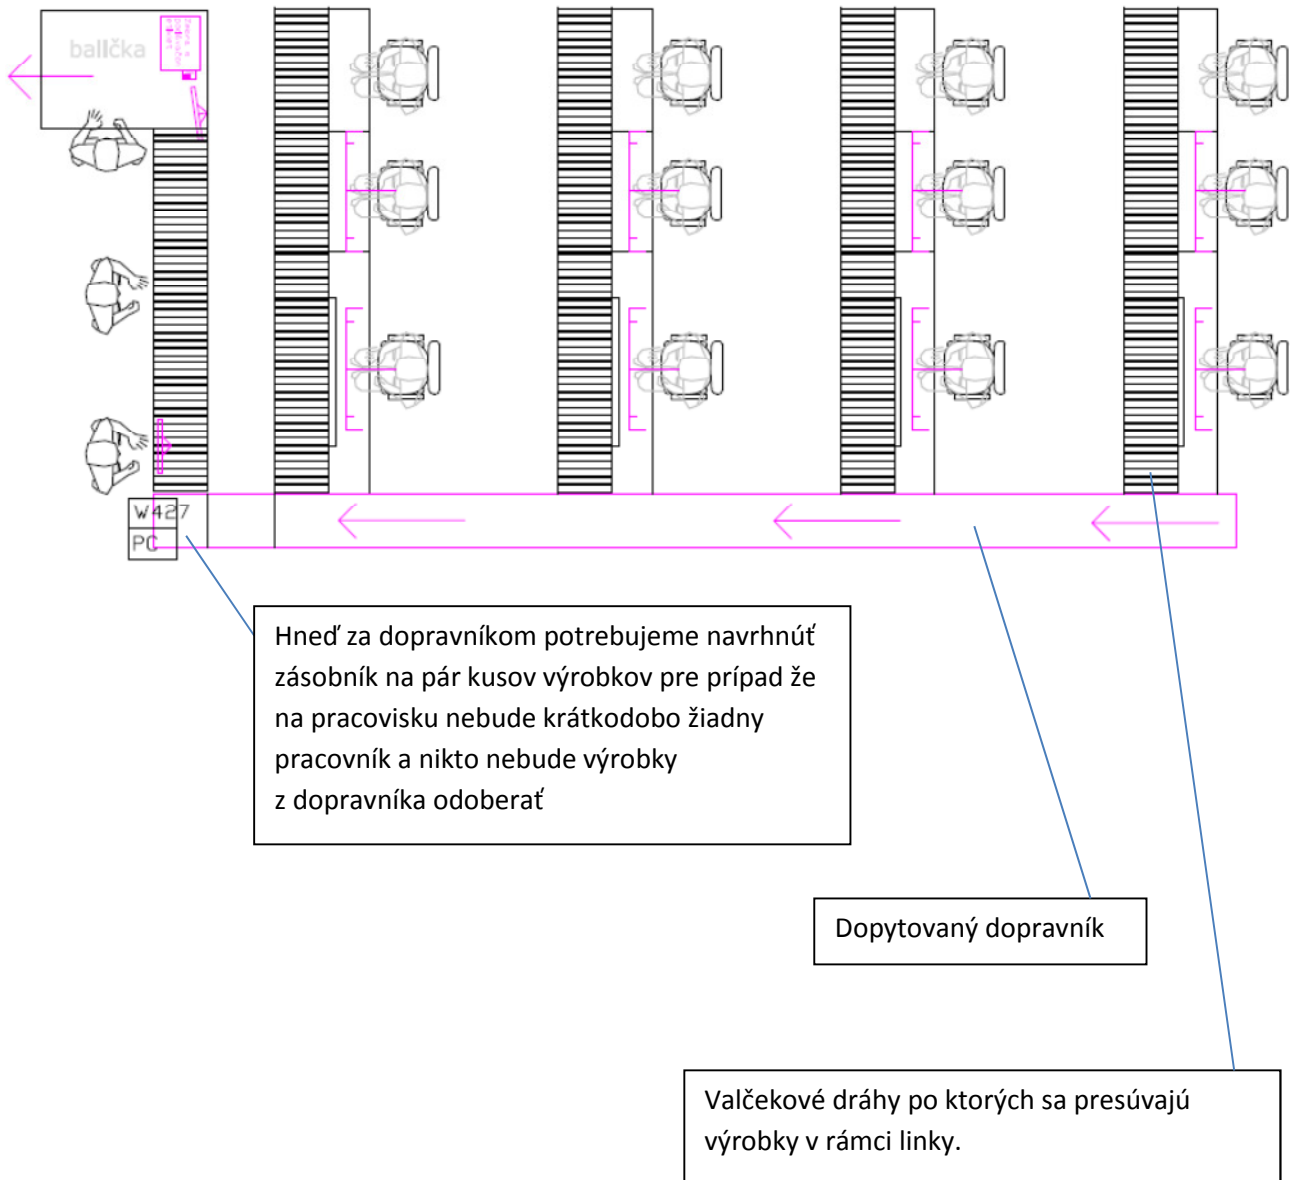 balíčka
W427
PC
Hneď za dopravníkom potrebujeme navrhnúť
zásobník na pár kusov výrobkov pre prípad že
na pracovisku nebude krátkodobo žiadny
pracovník a nikto nebude výrobky
z dopravníka odoberať
Dopytovaný dopravník
Valčekové dráhy po ktorých sa presúvajú
výrobky v rámci linky.